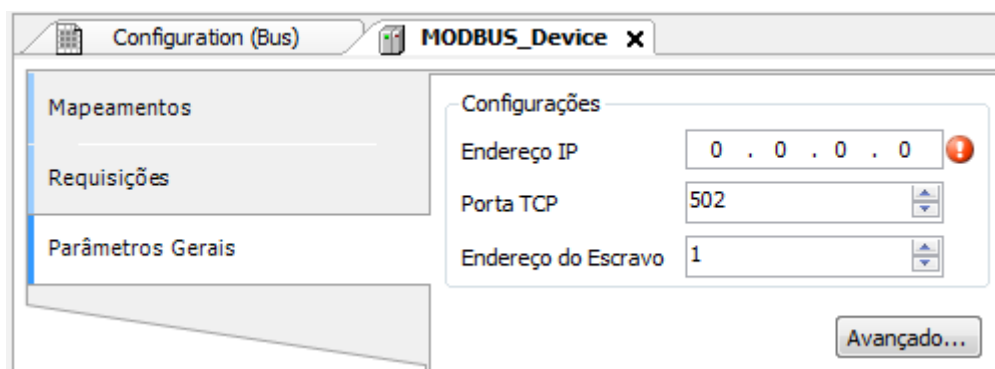 Configuration (Bus) MODBUS_Device X
Mapeamentos
Requisições
Parâmetros Gerais
Configurações
Endereço IP 0 . 0 . 0 . 0
Porta TCP 502
Endereço do Escravo 1
Avançado...